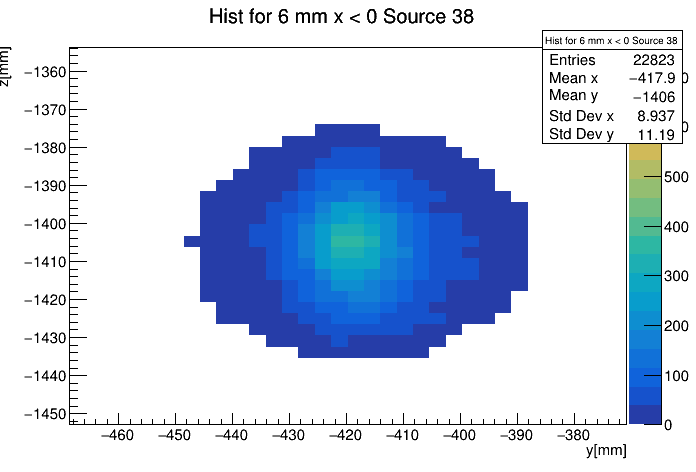 Hist for 6 mm x < 0 Source 38
z[mm]
Hist for 6 mm x < 0 Source 38
Entries 22823
Mean x −417.9
Mean y −1406
Std Dev x 8.937
Std Dev y 11.19
−1360
−1370
−1380
−1390
−1400
−1410
−1420
−1430
−1440
−1450
−460 −450 −440 −430 −420 −410 −400 −390 −380
y[mm]
500
400
300
200
100
0